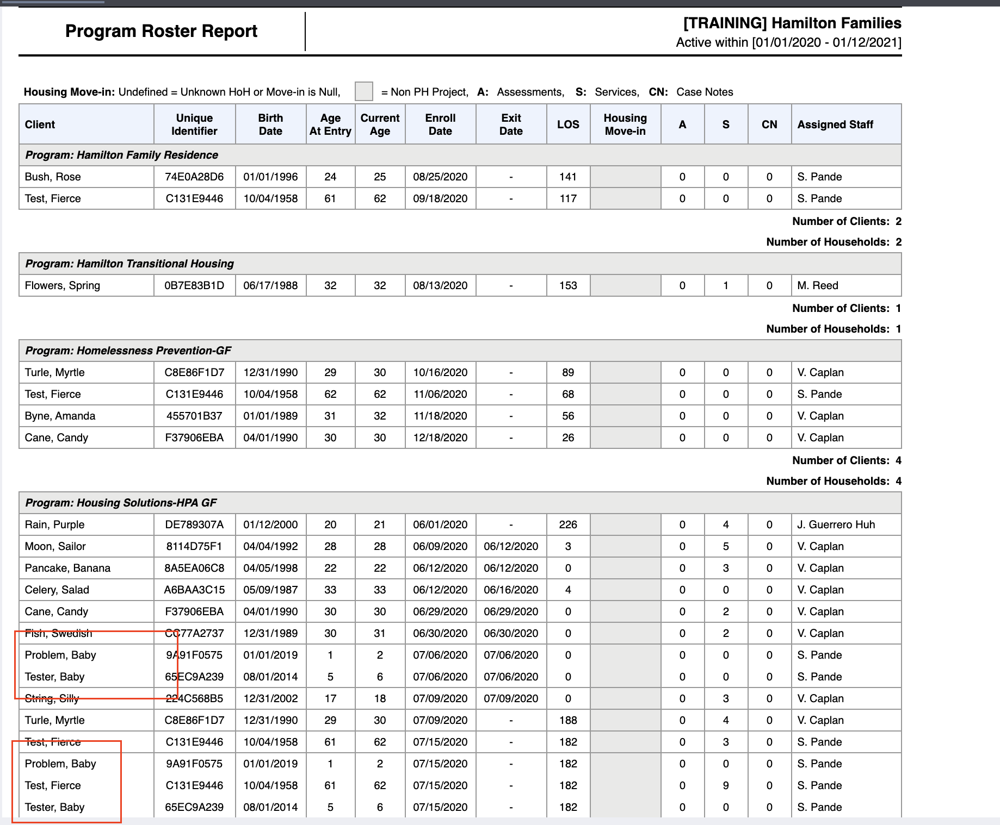 Program Roster Report
[TRAINING] Hamilton Families
Active within [01/01/2020 - 01/12/2021]
Housing Move-in: Undefined = Unknown HoH or Move-in is Null, = Non PH Project, A: Assessments, S: Services, CN: Case Notes
Client Unique Identifier Birth Date Age At Entry Current Age Enroll Date Exit Date LOS Housing Move-in A S CN Assigned Staff
Program: Hamilton Family Residence
Bush, Rose 74E0A28D6 01/01/1996 24 25 08/25/2020 - 141 0 0 0 S. Pande
Test, Fierce C131E9446 10/04/1958 61 62 09/18/2020 - 117 0 0 0 S. Pande
Number of Clients: 2
Number of Households: 2
Program: Hamilton Transitional Housing
Flowers, Spring 0B7E83B1D 06/17/1988 32 32 08/13/2020 - 153 0 1 0 M. Reed
Number of Clients: 1
Number of Households: 1
Program: Homelessness Prevention-GF
Turle, Myrtle C8E86F1D7 12/31/1990 29 30 10/16/2020 - 89 0 0 0 V. Caplan
Test, Fierce C131E9446 10/04/1958 62 62 11/06/2020 - 68 0 0 0 S. Pande
Byne, Amanda 455701B37 01/01/1989 31 32 11/18/2020 - 56 0 0 0 V. Caplan
Cane, Candy F37906EBA 04/01/1990 30 30 12/18/2020 - 26 0 0 0 V. Caplan
Number of Clients: 4
Number of Households: 4
Program: Housing Solutions-HPA GF
Rain, Purple DE789307A 01/12/2000 20 21 06/01/2020 - 226 0 4 0 J. Guerrero Huh
Moon, Sailor 8114D75F1 04/04/1992 28 28 06/09/2020 06/12/2020 3 0 5 0 V. Caplan
Pancake, Banana 8A5EA06C8 04/05/1998 22 22 06/12/2020 06/12/2020 0 0 3 0 V. Caplan
Celery, Salad A6BAA3C15 05/09/1987 33 33 06/12/2020 06/16/2020 4 0 0 0 V. Caplan
Cane, Candy F37906EBA 04/01/1990 30 30 06/29/2020 06/29/2020 0 0 2 0 V. Caplan
Fish, Swedish CC77A2737 12/31/1989 30 31 06/30/2020 06/30/2020 0 0 2 0 V. Caplan
Problem, Baby 9A91F0575 01/01/2019 1 2 07/06/2020 07/06/2020 0 0 0 0 S. Pande
Tester, Baby 65EC9A239 08/01/2014 5 6 07/06/2020 07/06/2020 0 0 0 0 S. Pande
String, Silly 224C568B5 12/31/2002 17 18 07/09/2020 07/09/2020 0 0 3 0 V. Caplan
Turle, Myrtle C8E86F1D7 12/31/1990 29 30 07/09/2020 - 188 0 4 0 V. Caplan
Test, Fierce C131E9446 10/04/1958 61 62 07/15/2020 - 182 0 3 0 S. Pande
Problem, Baby 9A91F0575 01/01/2019 1 2 07/15/2020 - 182 0 0 0 S. Pande
Test, Fierce C131E9446 10/04/1958 61 62 07/15/2020 - 182 0 9 0 S. Pande
Tester, Baby 65EC9A239 08/01/2014 5 6 07/15/2020 - 182 0 0 0 S. Pande